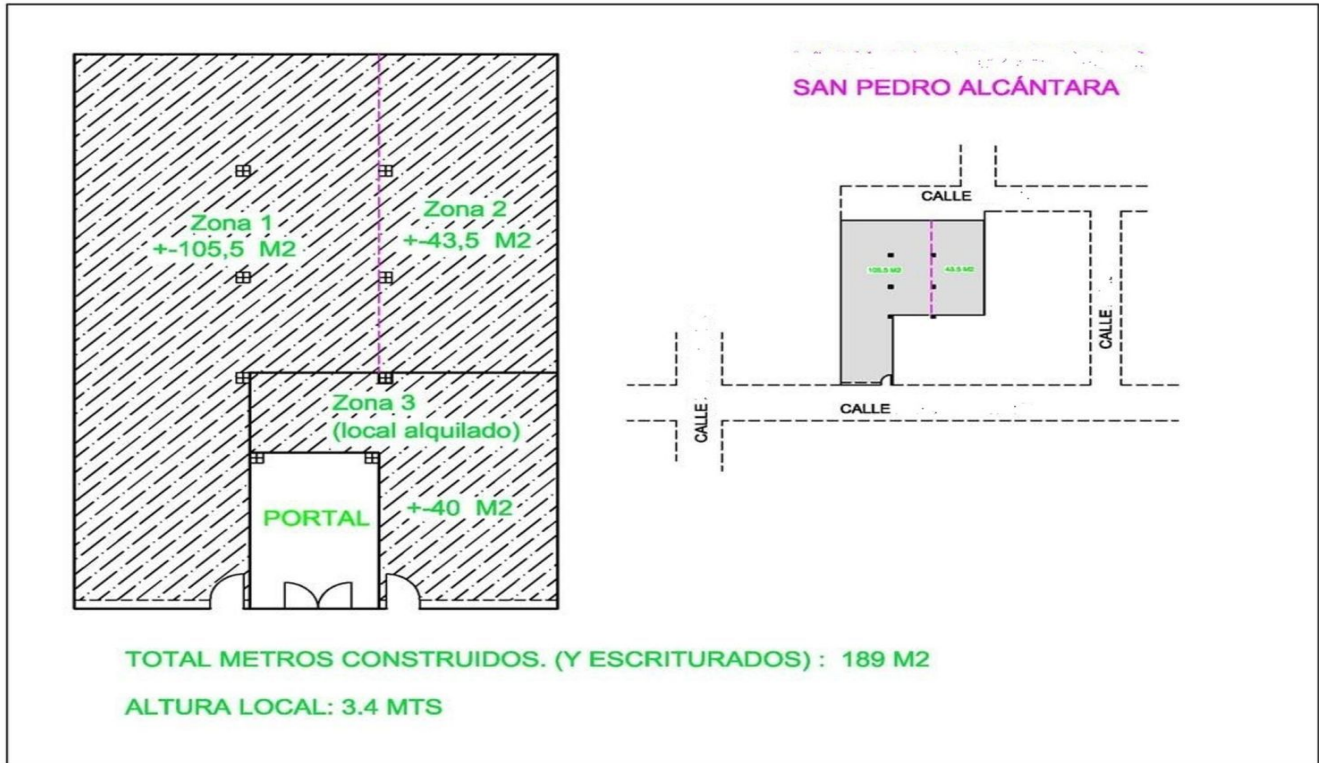 SAN PEDRO ALCÁNTARA
Zona 1
+-105,5 M2
Zona 2
+-43,5 M2
Zona 3
(local alquilado)
+-40 M2
PORTAL
CALLE
105.5 M2
43.5 M2
CALLE
CALLE
CALLE
TOTAL METROS CONSTRUIDOS. (Y ESCRITURADOS) : 189 M2
ALTURA LOCAL: 3.4 MTS